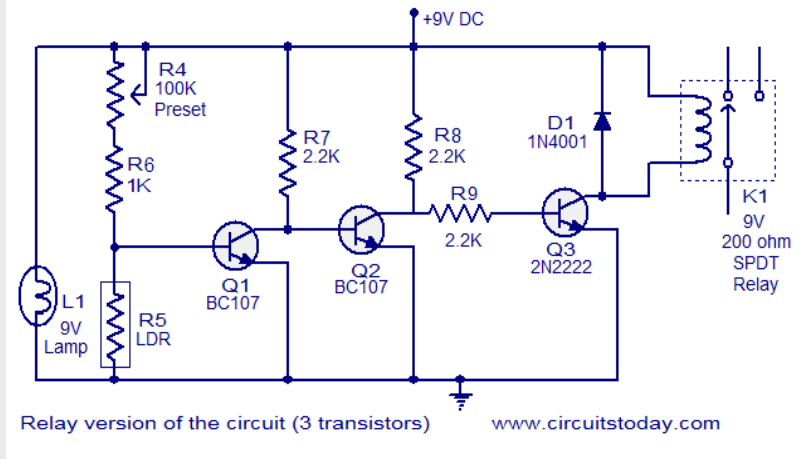 +9V DC
R4
100K
Preset
R6
1K
R7
2.2K
R8
2.2K
R9
2.2K
D1
1N4001
K1
9V
200 ohm
SPDT
Relay
Q1
BC107
Q2
BC107
Q3
2N2222
L1
9V
Lamp
R5
LDR
Relay version of the circuit (3 transistors)
www.circuitstoday.com